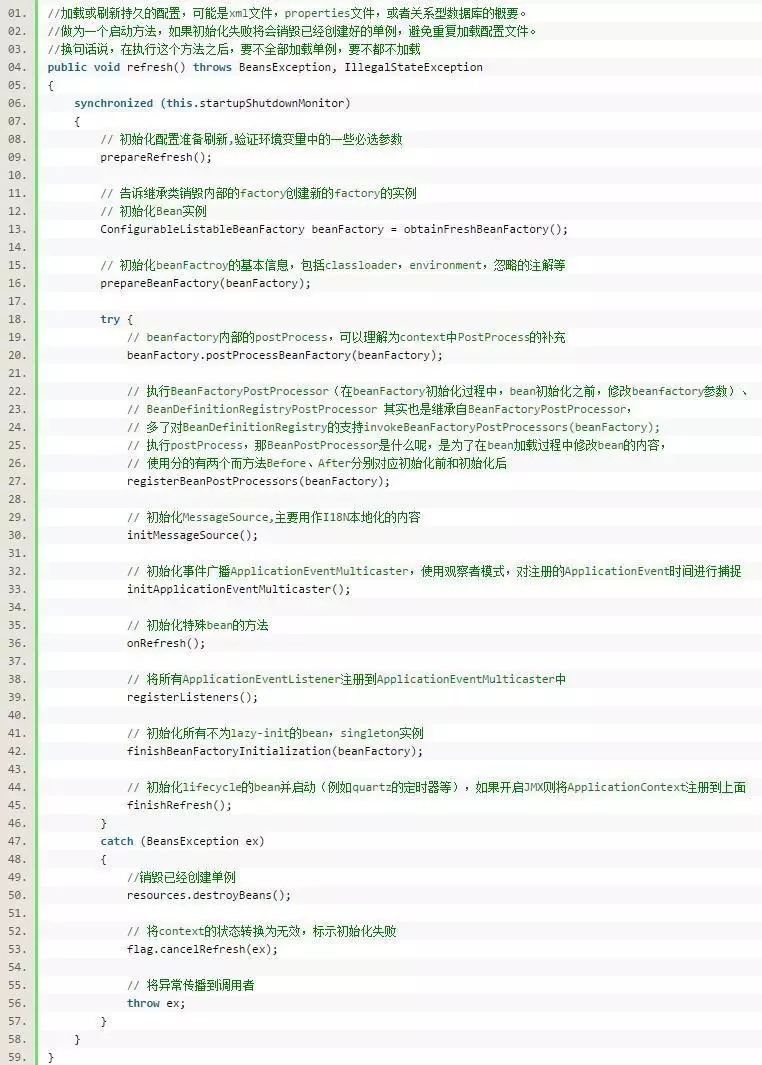 01. //加载或刷新持久的配置，可能是xml文件，properties文件，或者关系型数据库的概要。
02. //做为一个启动方法，如果初始化失败将会销毁已经创建好的单例，避免重复加载配置文件。
03. //换句话说，在执行这个方法之后，要不全部加载单例，要不都不加载
04. public void refresh() throws BeansException, IllegalStateException
05. {
06. synchronized (this.startupShutdownMonitor)
07. {
08. // 初始化配置准备刷新,验证环境变量中的一些必选参数
09. prepareRefresh();
10.
11. // 告诉继承类销毁内部的factory创建新的factory的实例
12. // 初始化Bean实例
13. ConfigurableListableBeanFactory beanFactory = obtainFreshBeanFactory();
14.
15. // 初始化beanFactroy的基本信息，包括classloader，environment，忽略的注解等
16. prepareBeanFactory(beanFactory);
17.
18. try {
19. // beanfactory内部的postProcess，可以理解为context中PostProcess的补充
20. beanFactory.postProcessBeanFactory(beanFactory);
21.
22. // 执行BeanFactoryPostProcessor（在beanFactory初始化过程中，bean初始化之前，修改beanfactory参数）、
23. // BeanDefinitionRegistryPostProcessor 其实也是继承自BeanFactoryPostProcessor，
24. // 多了对BeanDefinitionRegistry的支持invokeBeanFactoryPostProcessors(beanFactory);
25. // 执行postProcess，那BeanPostProcessor是什么呢，是为了在bean加载过程中修改bean的内容，
26. // 使用分的有两个而方法Before、After分别对应初始化前和初始化后
27. registerBeanPostProcessors(beanFactory);
28.
29. // 初始化MessageSource,主要用作I18N本地化的内容
30. initMessageSource();
31.
32. // 初始化事件广播ApplicationEventMulticaster，使用观察者模式，对注册的ApplicationEvent时间进行捕捉
33. initApplicationEventMulticaster();
34.
35. // 初始化特殊bean的方法
36. onRefresh();
37.
38. // 将所有ApplicationEventListener注册到ApplicationEventMulticaster中
39. registerListeners();
40.
41. // 初始化所有不为lazy-init的bean，singleton实例
42. finishBeanFactoryInitialization(beanFactory);
43.
44. // 初始化lifecycle的bean并启动（例如quartz的定时器等），如果开启JMX则将ApplicationContext注册到上面
45. finishRefresh();
46. }
47. catch (BeansException ex)
48. {
49. //销毁已经创建单例
50. resources.destroyBeans();
51.
52. // 将context的状态转换为无效，标示初始化失败
53. flag.cancelRefresh(ex);
54.
55. // 将异常传播到调用者
56. throw ex;
57. }
58. }
59. }